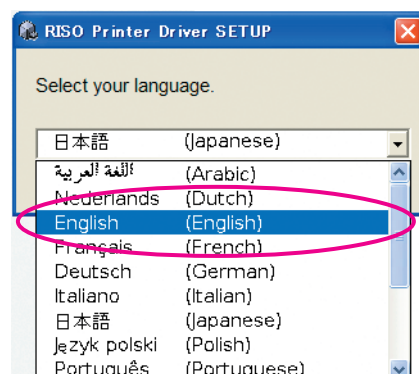 RISO Printer Driver SETUP
Select your language.
日本語 (Japanese)
اللغة العربية (Arabic)
Nederlands (Dutch)
English (English)
Français (French)
Deutsch (German)
Italiano (Italian)
日本語 (Japanese)
Język polski (Polish)
Português (Portuguese)